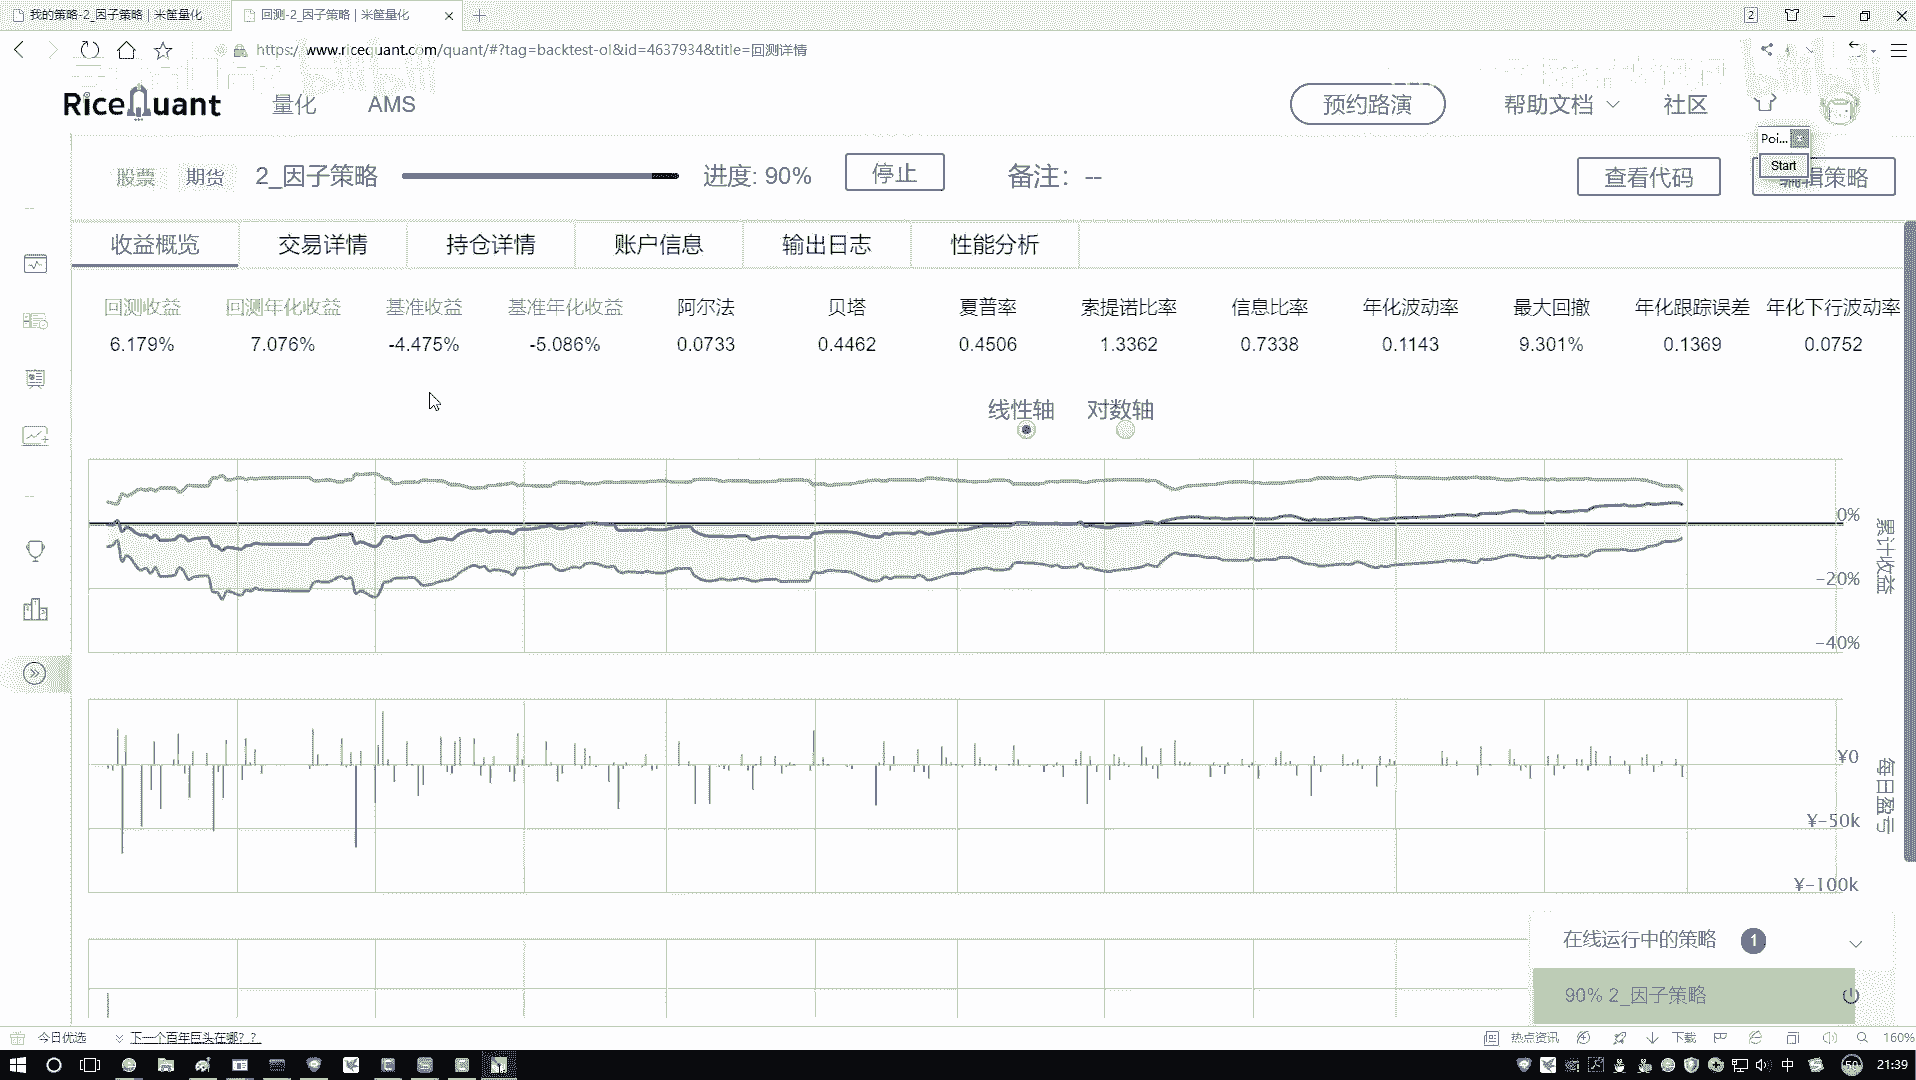 我的策略-2_因子策略 | 米筐量化
回测-2_因子策略 | 米筐量化
2
https://www.ricequant.com/quant/#?tag=backtest-ol&id=4637934&title=回测详情
RiceQuant
量化
AMS
预约路演
帮助文档
社区
Poi...
Start
股票
期货
2_因子策略
进度: 90%
停止
备注: --
查看代码
编辑策略
收益概览
交易详情
持仓详情
账户信息
输出日志
性能分析
回测收益 回测年化收益 基准收益 基准年化收益 阿尔法 贝塔 夏普率 索提诺比率 信息比率 年化波动率 最大回撤 年化跟踪误差 年化下行波动率
6.179% 7.076% -4.475% -5.086% 0.0733 0.4462 0.4506 1.3362 0.7338 0.1143 9.301% 0.1369 0.0752
线性轴 对数轴
0%
-20%
-40%
累计收益
¥0
¥-50k
¥-100k
每日盈亏
在线运行中的策略 1
90% 2_因子策略
今日优选
下一个百年巨头在哪？？
热点资讯
下载
160%
中
50
21:39